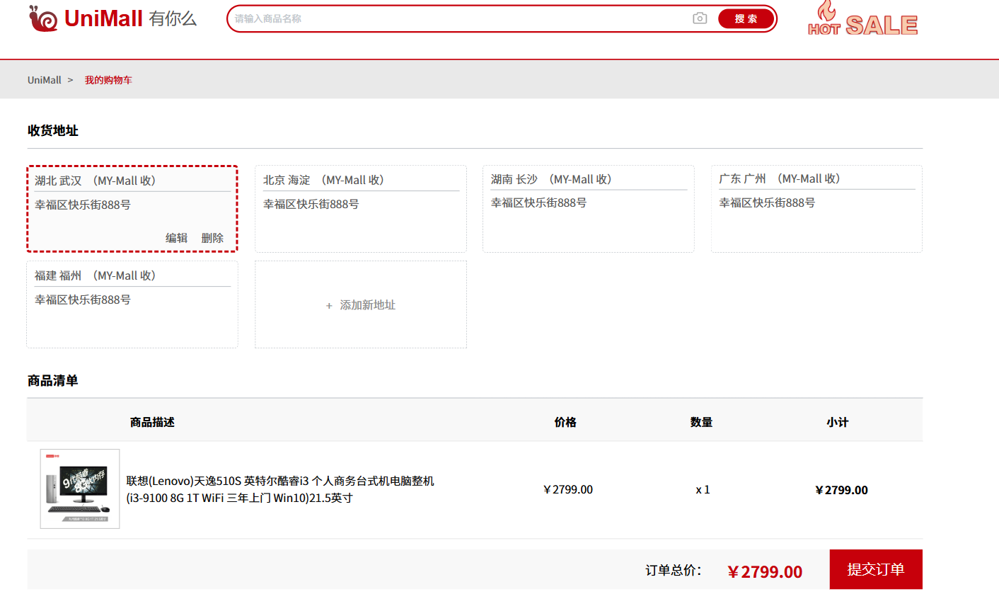 UniMall 有你么
请输入商品名称
搜 索
HOT SALE
UniMall > 我的购物车
收货地址
湖北 武汉 （MY-Mall 收）
幸福区快乐街888号
编辑 删除
北京 海淀 （MY-Mall 收）
幸福区快乐街888号
湖南 长沙 （MY-Mall 收）
幸福区快乐街888号
广东 广州 （MY-Mall 收）
幸福区快乐街888号
福建 福州 （MY-Mall 收）
幸福区快乐街888号
+ 添加新地址
商品清单
商品描述 价格 数量 小计
联想(Lenovo)天逸510S 英特尔酷睿i3 个人商务台式机电脑整机
(i3-9100 8G 1T WiFi 三年上门 Win10)21.5英寸
￥2799.00 x 1 ￥2799.00
订单总价： ￥2799.00 提交订单